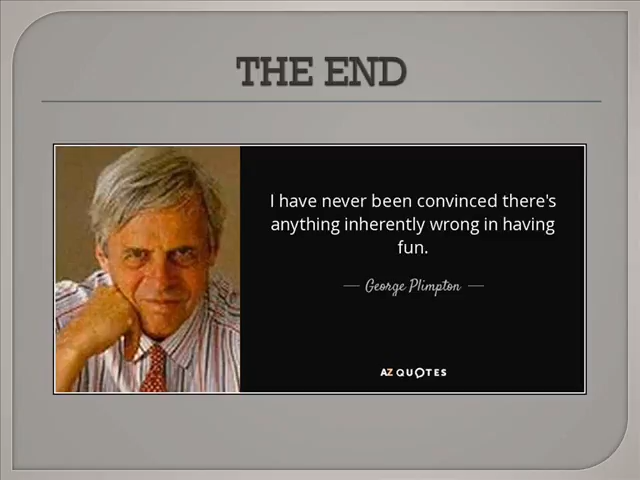 THE END
I have never been convinced there's
anything inherently wrong in having
fun.
— George Plimpton —
AZ QUOTES